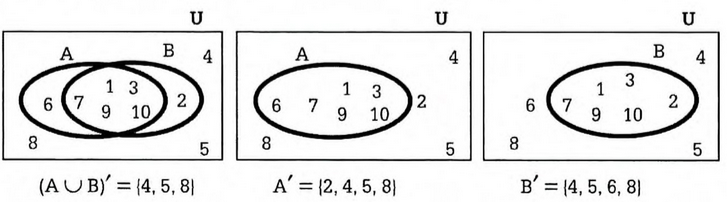 U
A B 4
1 3
6 7 2
9 10
8 5
(A ∪ B)′ = {4, 5, 8}
U
A 4
1 3
6 7 2
9 10
8 5
A′ = {2, 4, 5, 8}
U
B 4
3
1
6 7 2
9 10
8 5
B′ = {4, 5, 6, 8}